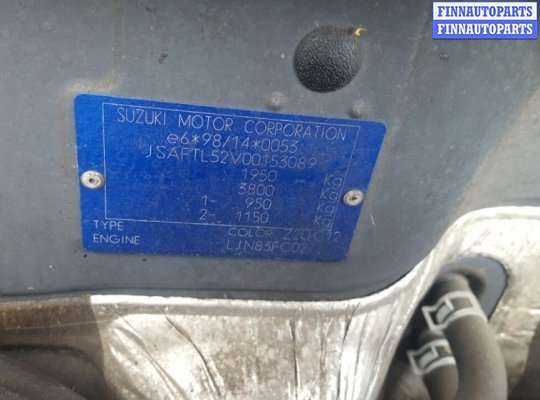 FINNAUTOPARTS
FINNAUTOPARTS
SUZUKI MOTOR CORPORATION
e6*98/14*0053
JSAFTL52V00153089
1950 Kg
3800 Kg
1- 950 Kg
2- 1150 Kg
TYPE COLOR
ENGINE